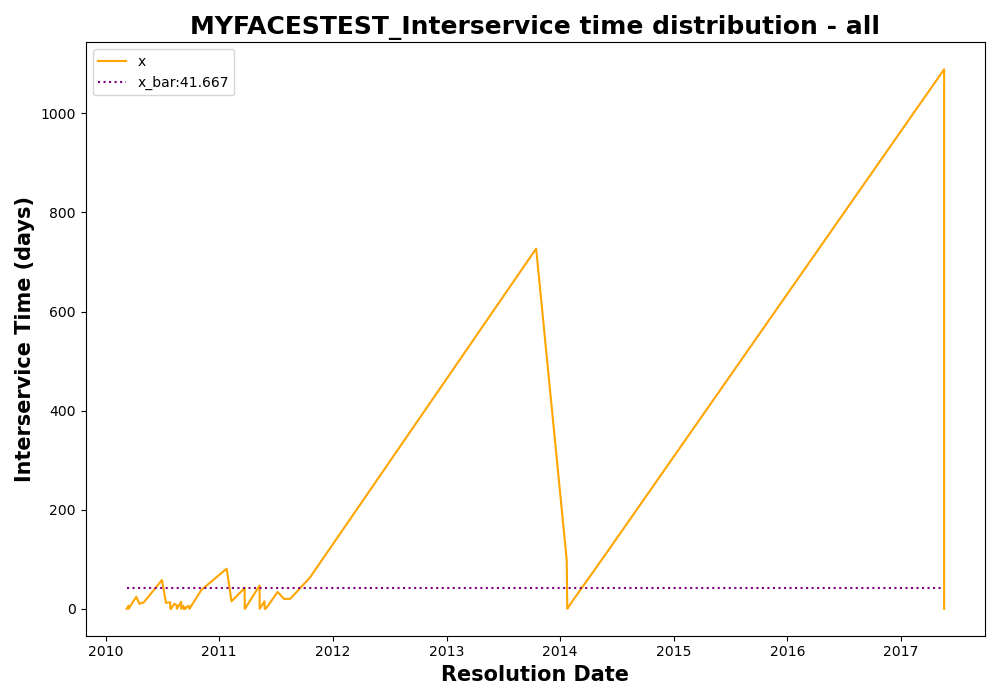 MYFACESTEST_Interservice time distribution - all
x
x_bar:41.667
Interservice Time (days)
1000
800
600
400
200
0
2010 2011 2012 2013 2014 2015 2016 2017
Resolution Date